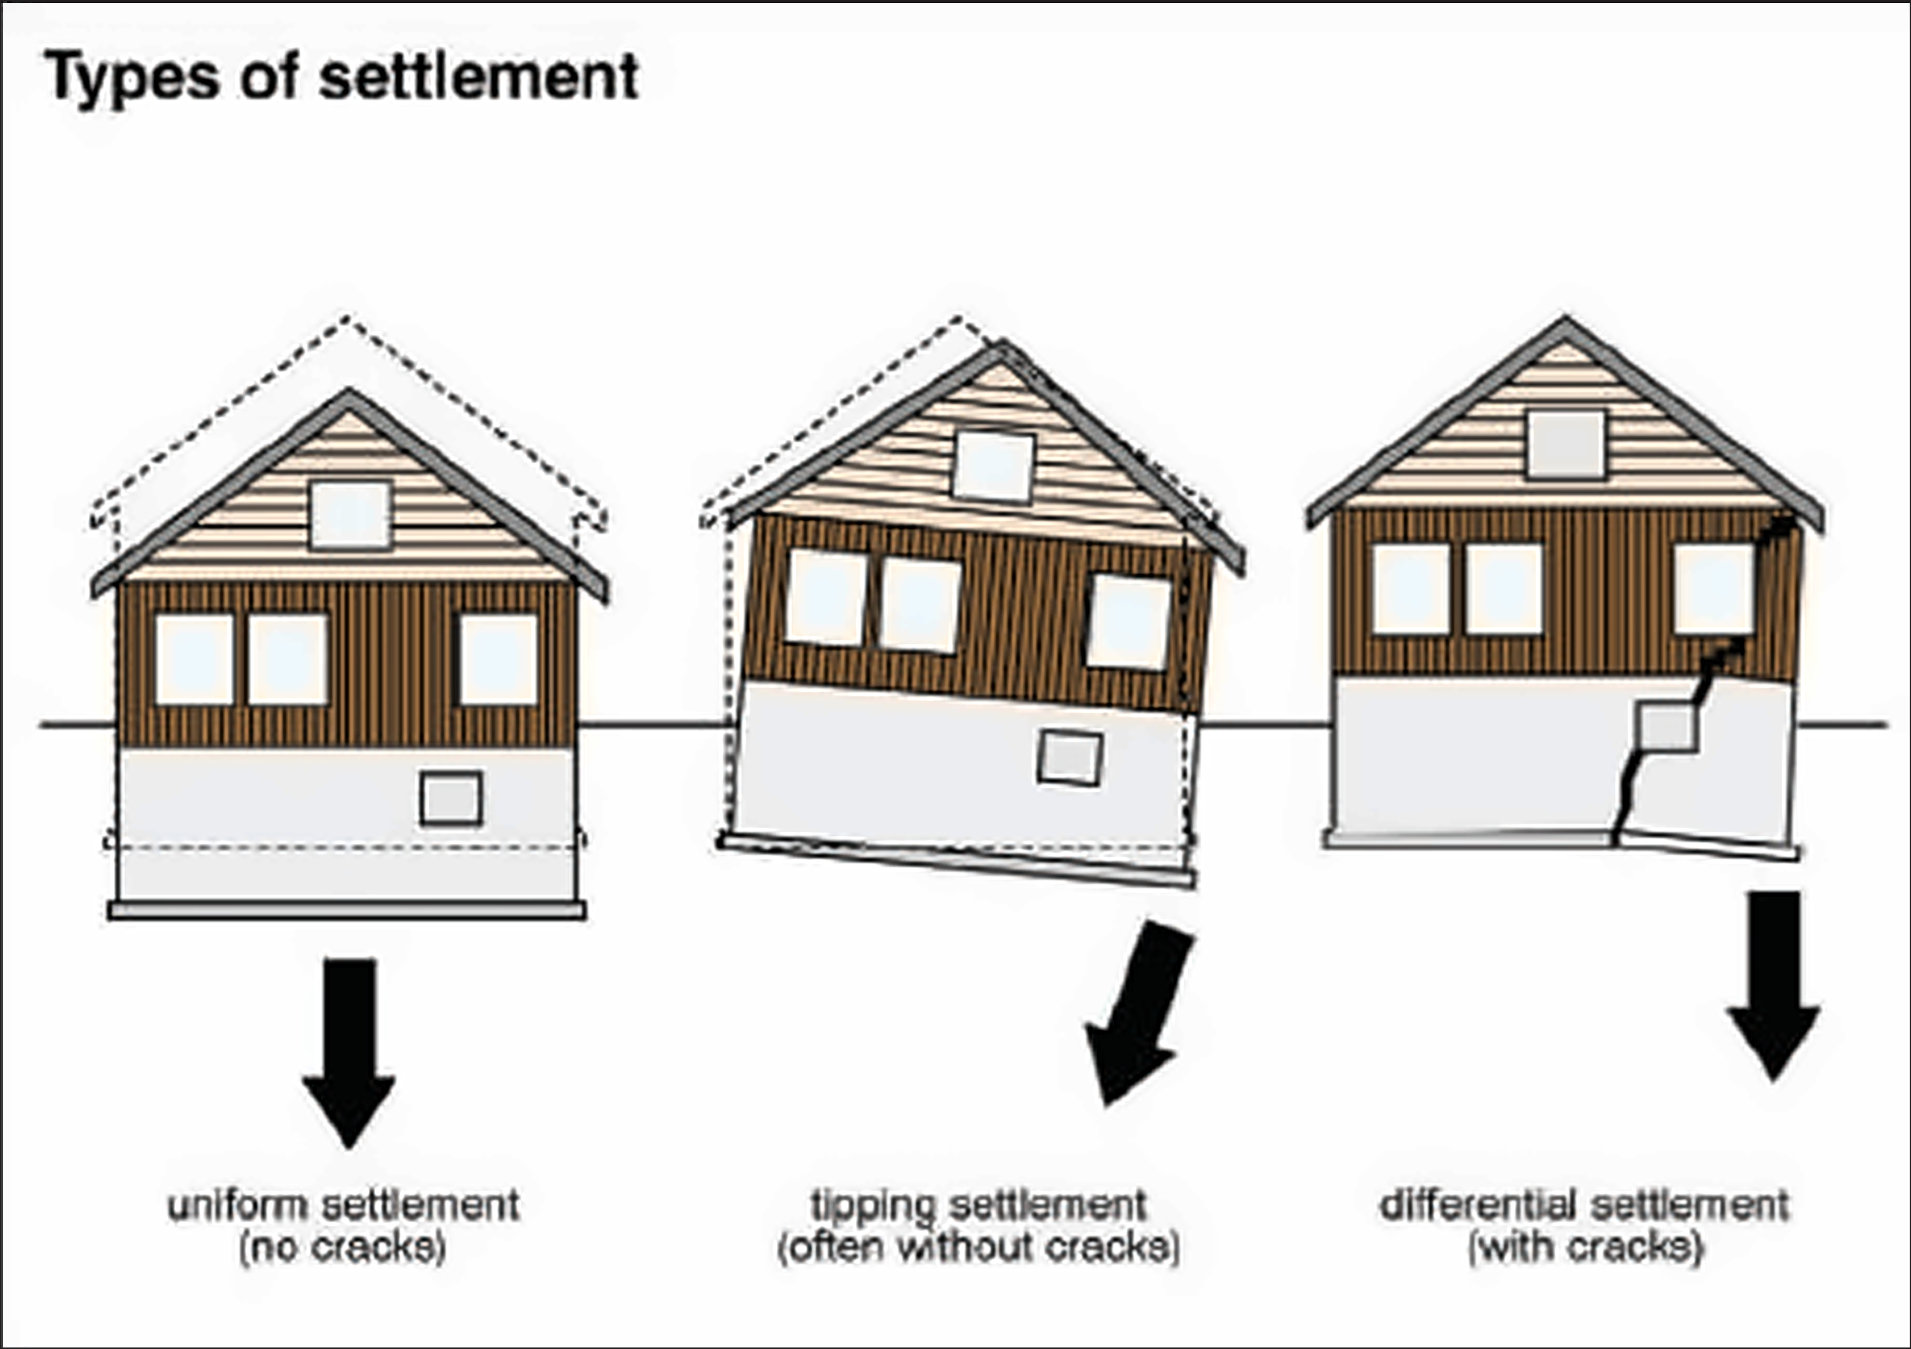 Types of settlement
uniform settlement
(no cracks)
tipping settlement
(often without cracks)
differential settlement
(with cracks)